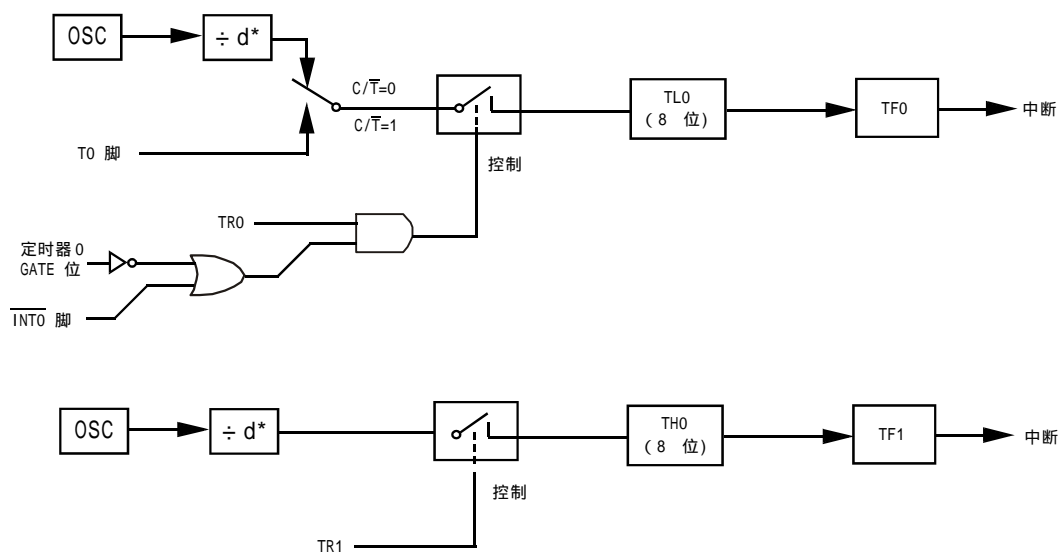 OSC
÷ d*
C/T̅=0
C/T̅=1
T0 脚
控制
TL0
(8 位)
TF0
中断
TR0
定时器0
GATE 位
I̅N̅T̅0̅ 脚
OSC
÷ d*
控制
TR1
TH0
(8 位)
TF1
中断